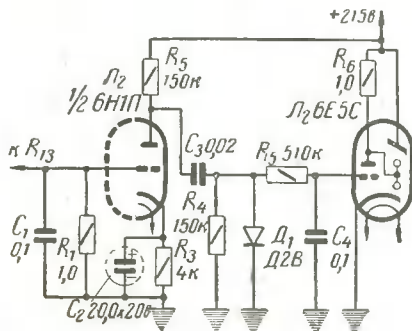 +215в
Л₂
½ 6Н1П
R₅
150к
R₆
1,0
Л₂ 6Е5С
к R₁₃
C₃ 0,02
R₅ 510к
C₁
0,1
R₁
1,0
R₄
150к
R₃
4к
Д₁
Д2В
C₄
0,1
C₂ 20,0х20в